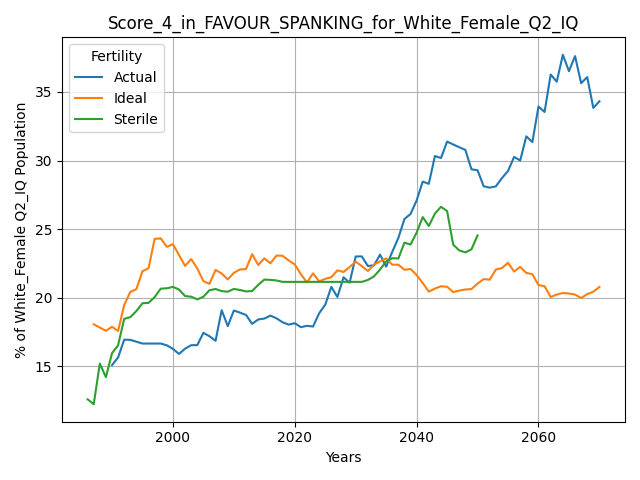 Score_4_in_FAVOUR_SPANKING_for_White_Female_Q2_IQ
Fertility
Actual
Ideal
Sterile
% of White_Female Q2_IQ Population
35
30
25
20
15
2000 2020 2040 2060
Years